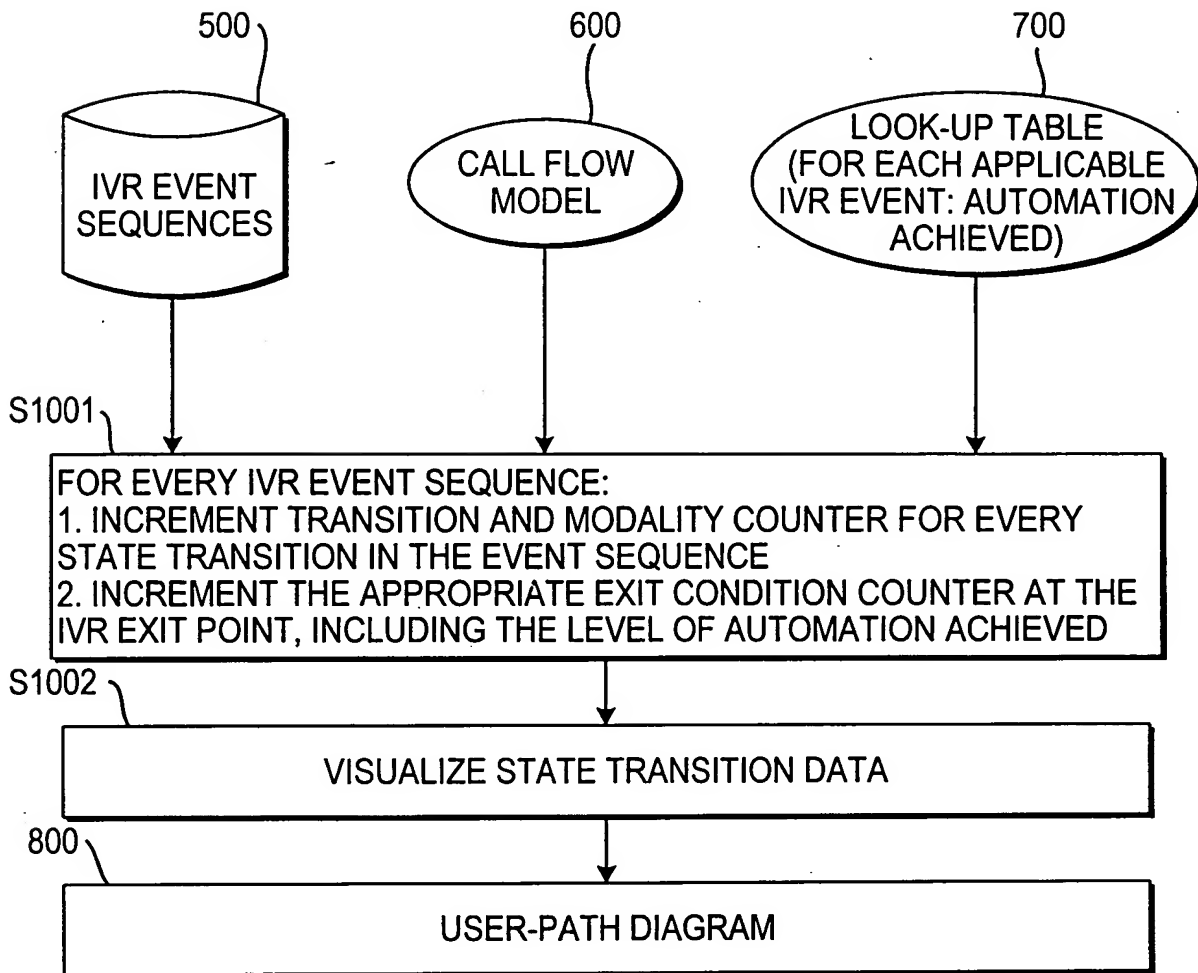 500
600
700
IVR EVENT
SEQUENCES
CALL FLOW
MODEL
LOOK-UP TABLE
(FOR EACH APPLICABLE
IVR EVENT: AUTOMATION
ACHIEVED)
S1001
FOR EVERY IVR EVENT SEQUENCE:
1. INCREMENT TRANSITION AND MODALITY COUNTER FOR EVERY
STATE TRANSITION IN THE EVENT SEQUENCE
2. INCREMENT THE APPROPRIATE EXIT CONDITION COUNTER AT THE
IVR EXIT POINT, INCLUDING THE LEVEL OF AUTOMATION ACHIEVED
S1002
VISUALIZE STATE TRANSITION DATA
800
USER-PATH DIAGRAM